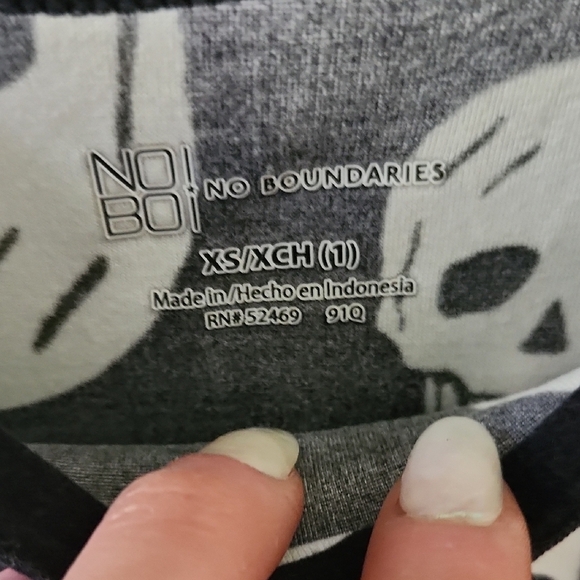 NO!
BO!
NO BOUNDARIES
XS/XCH (1)
Made in/Hecho en Indonesia
RN# 52469 91Q